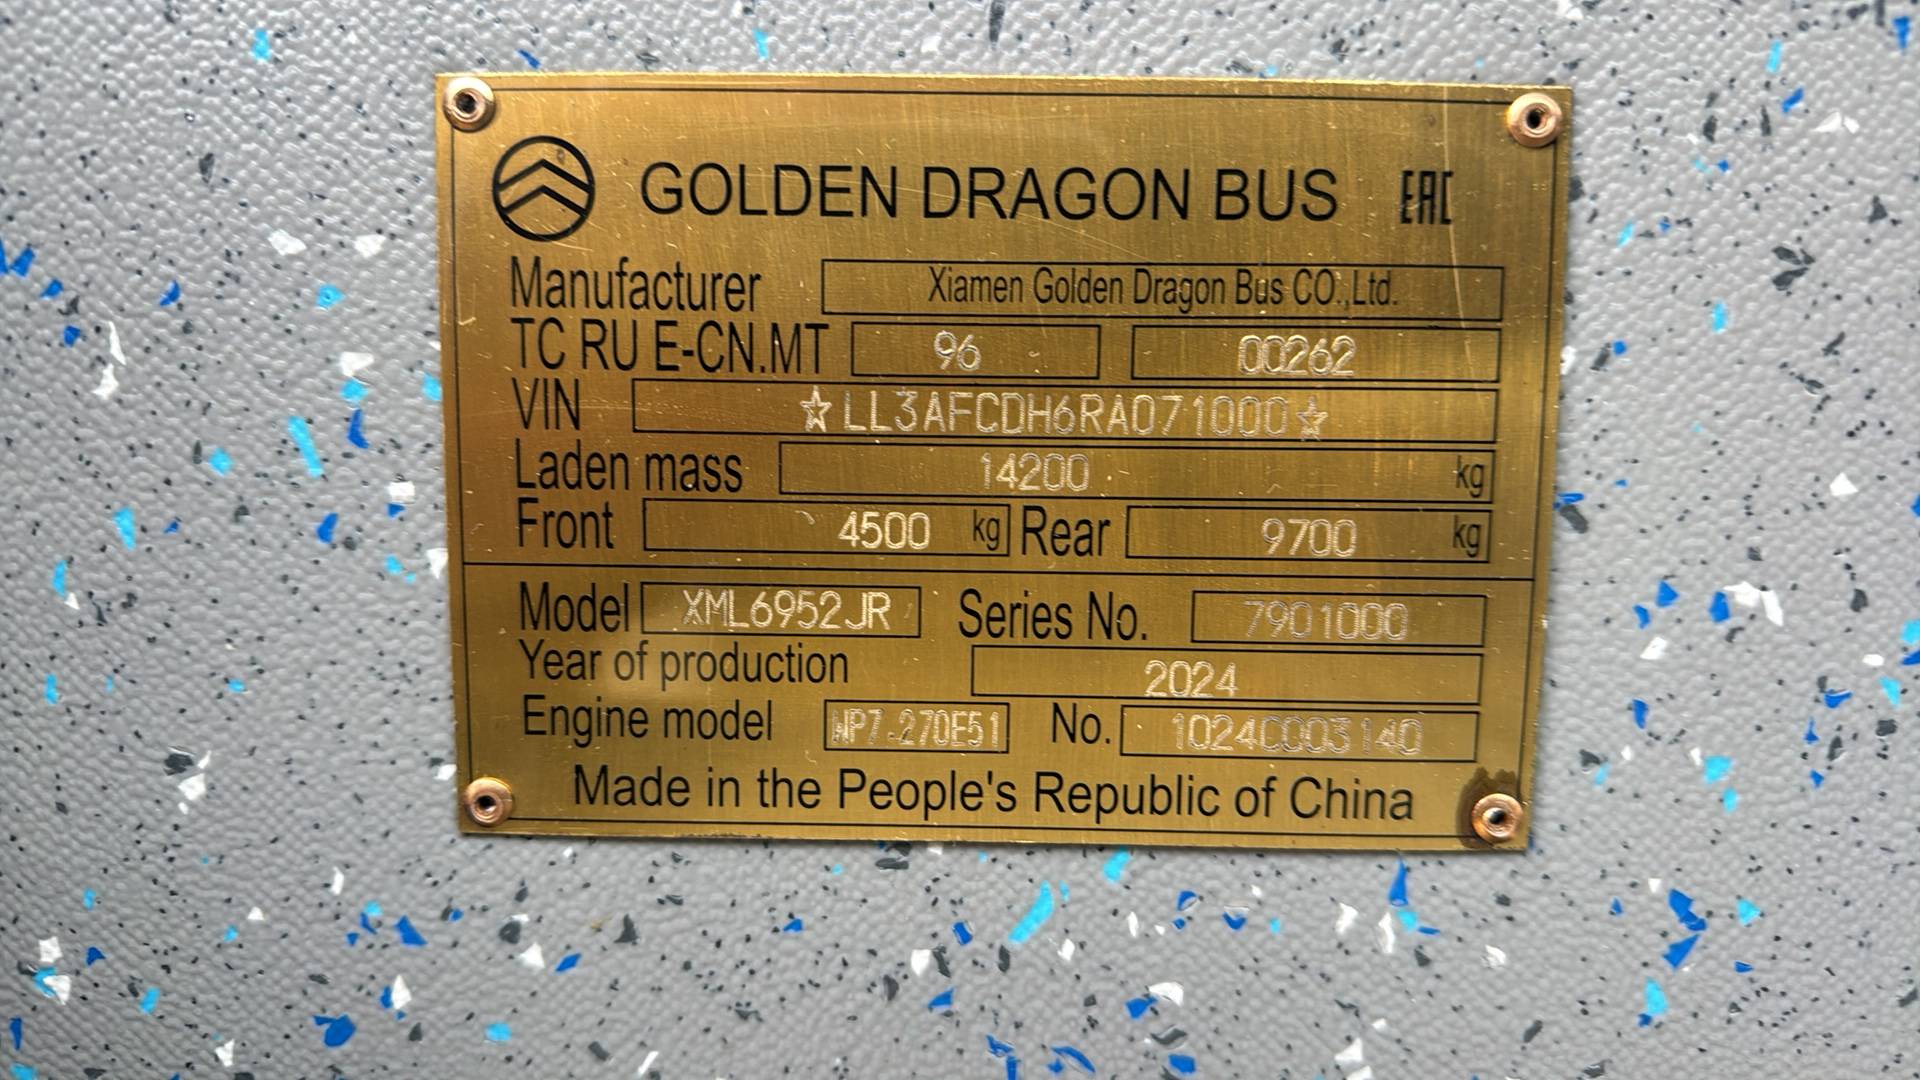 GOLDEN DRAGON BUS EAC
Manufacturer Xiamen Golden Dragon Bus CO.,Ltd.
TC RU E-CN.MT 96 00262
VIN ☆LL3AFCDH6RA071000☆
Laden mass 14200 kg
Front 4500 kg Rear 9700 kg
Model XML6952JR Series No. 7901000
Year of production 2024
Engine model WP7.270E51 No. 1024C003140
Made in the People's Republic of China